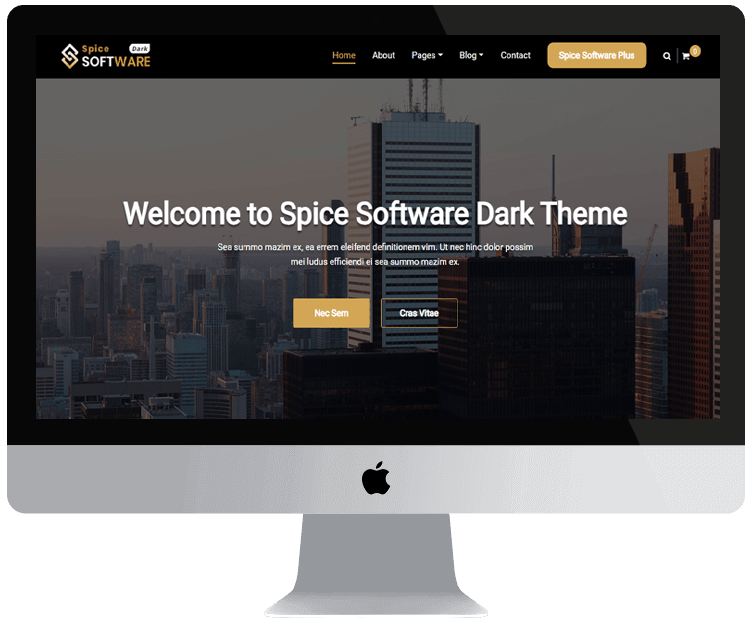 Spice Dark
SOFTWARE
Home About Pages Blog Contact Spice Software Plus 0
Welcome to Spice Software Dark Theme
Sea summo mazim ex, ea errem eleifend definitionem vim. Ut nec hinc dolor possim
mei ludus efficiendi ei sea summo mazim ex.
Nec Sem Cras Vitae